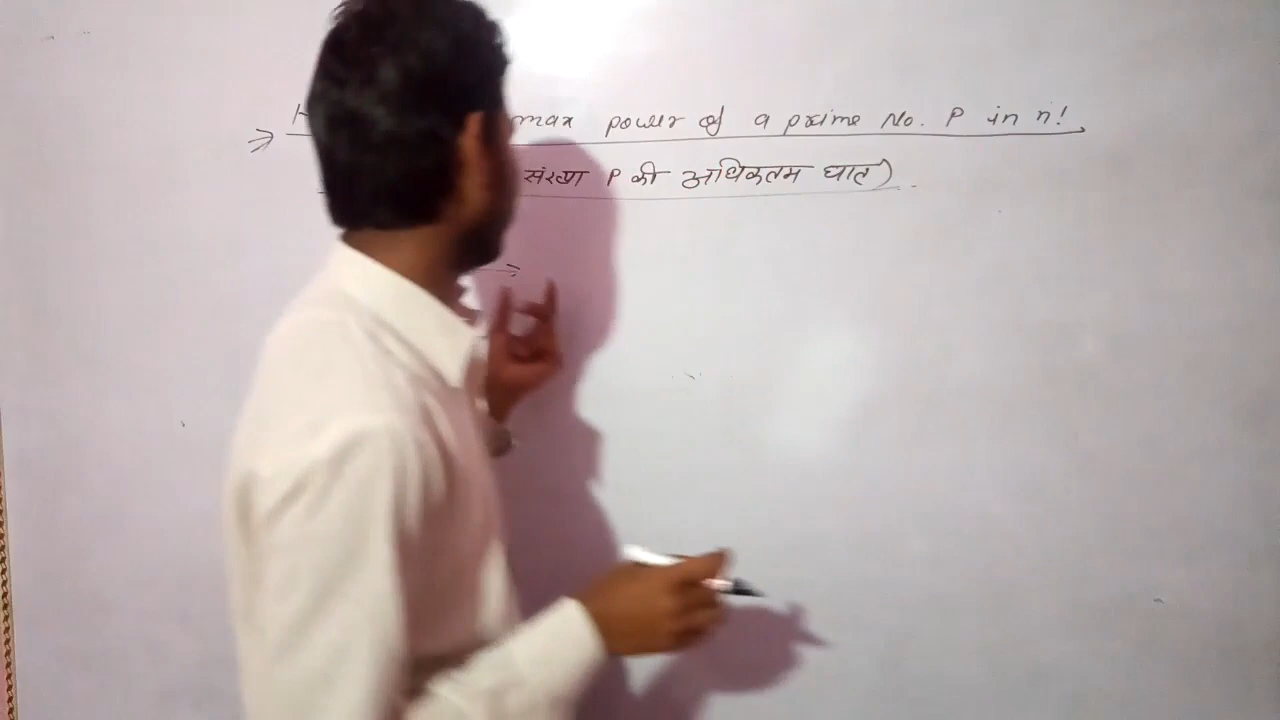 ⇒ max power of a prime No. P in n!
संख्या P की अधिकतम घात)
→